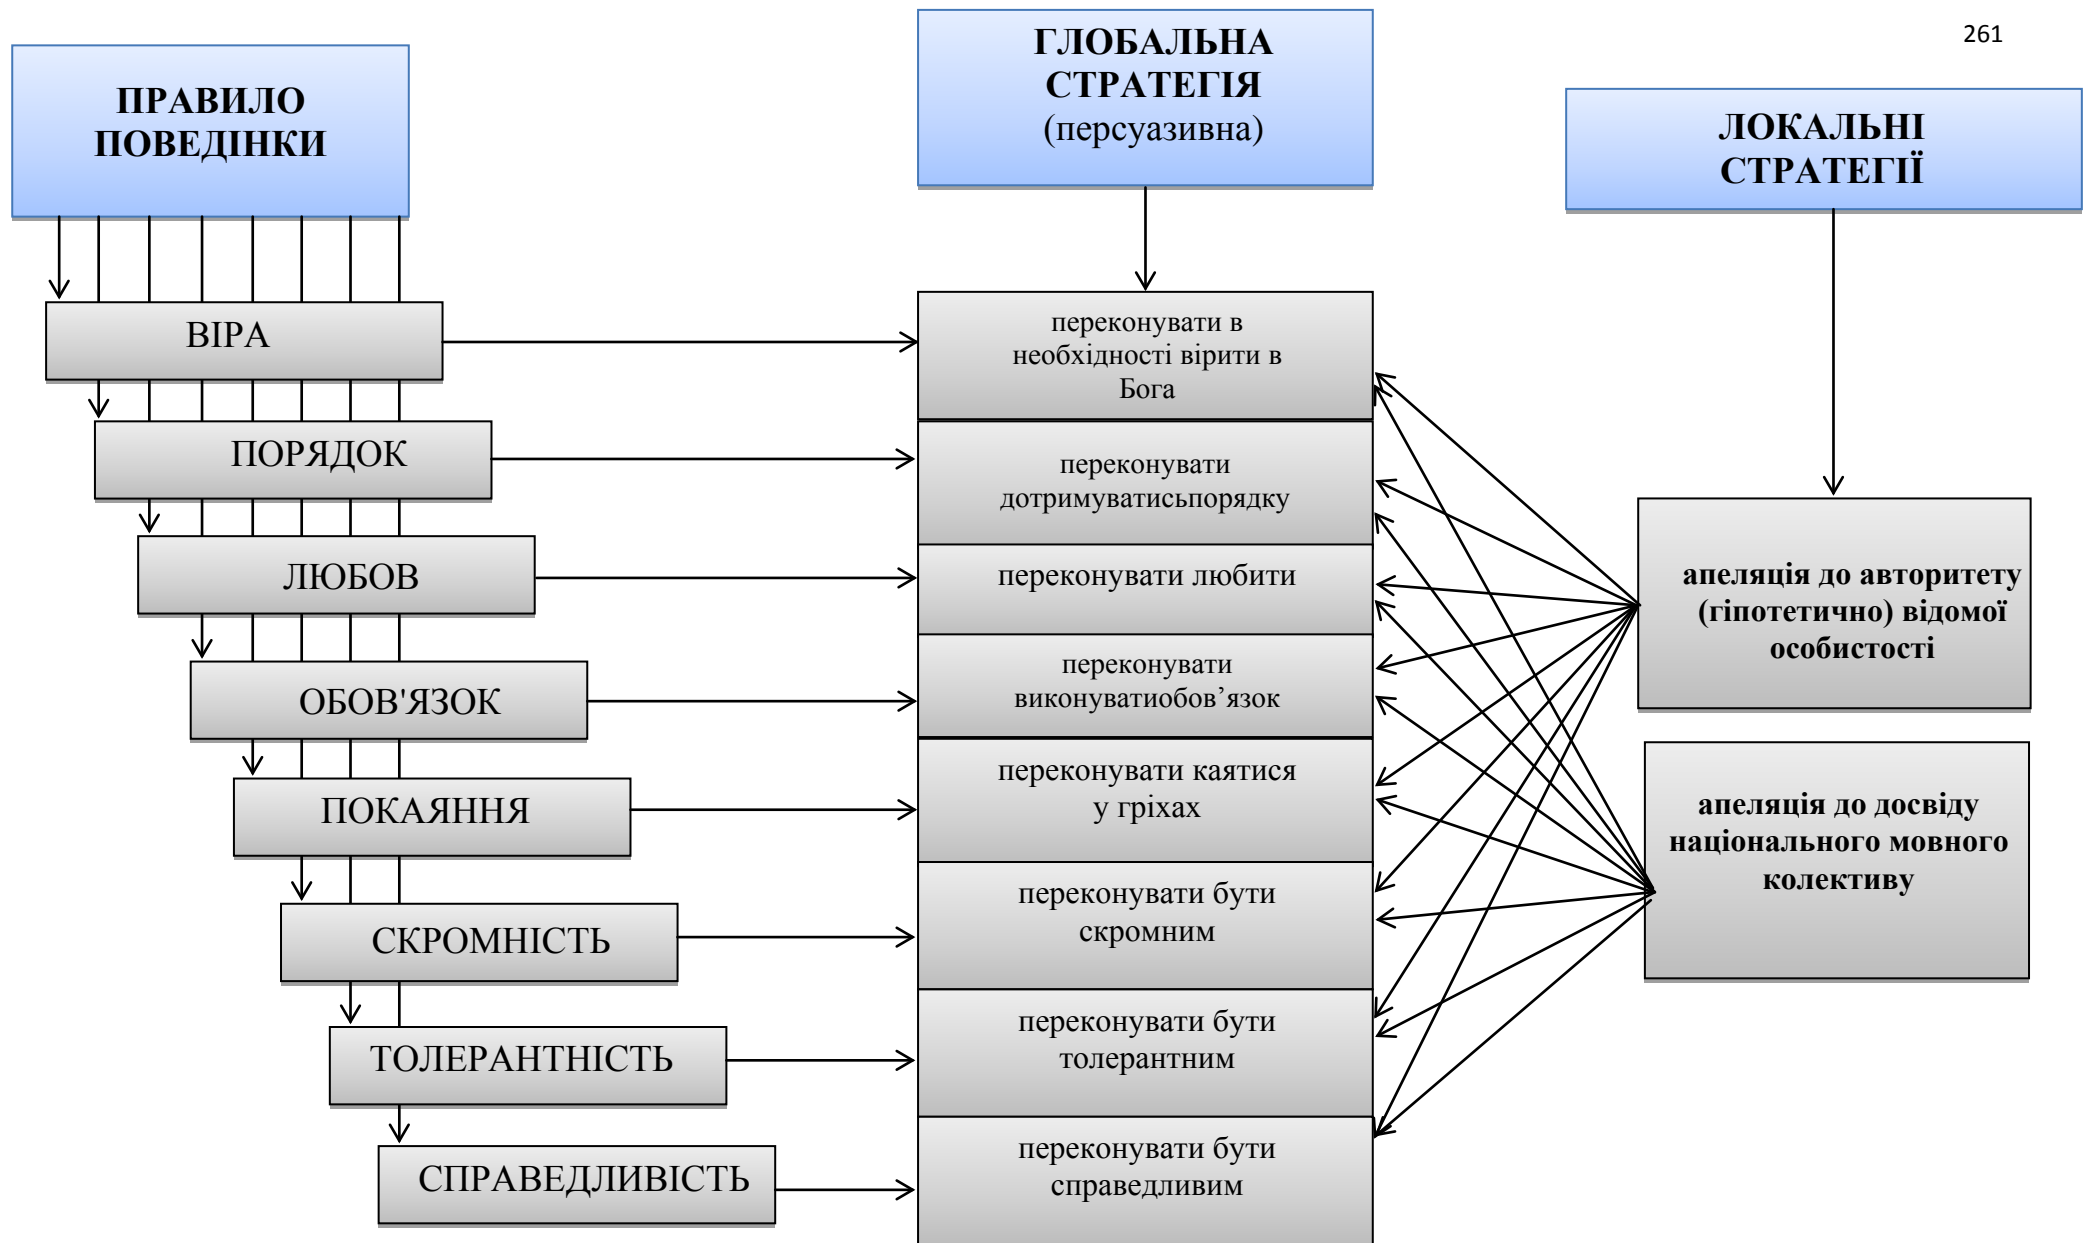 261
ПРАВИЛО
ПОВЕДІНКИ
ГЛОБАЛЬНА
СТРАТЕГІЯ
(персуазивна)
ЛОКАЛЬНІ
СТРАТЕГІЇ
ВІРА
ПОРЯДОК
ЛЮБОВ
ОБОВ'ЯЗОК
ПОКАЯННЯ
СКРОМНІСТЬ
ТОЛЕРАНТНІСТЬ
СПРАВЕДЛИВІСТЬ
переконувати в
необхідності вірити в
Бога
переконувати
дотримуватисьпорядку
переконувати любити
переконувати
виконуватиобов’язок
переконувати каятися
у гріхах
переконувати бути
скромним
переконувати бути
толерантним
переконувати бути
справедливим
апеляція до авторитету
(гіпотетично) відомої
особистості
апеляція до досвіду
національного мовного
колективу